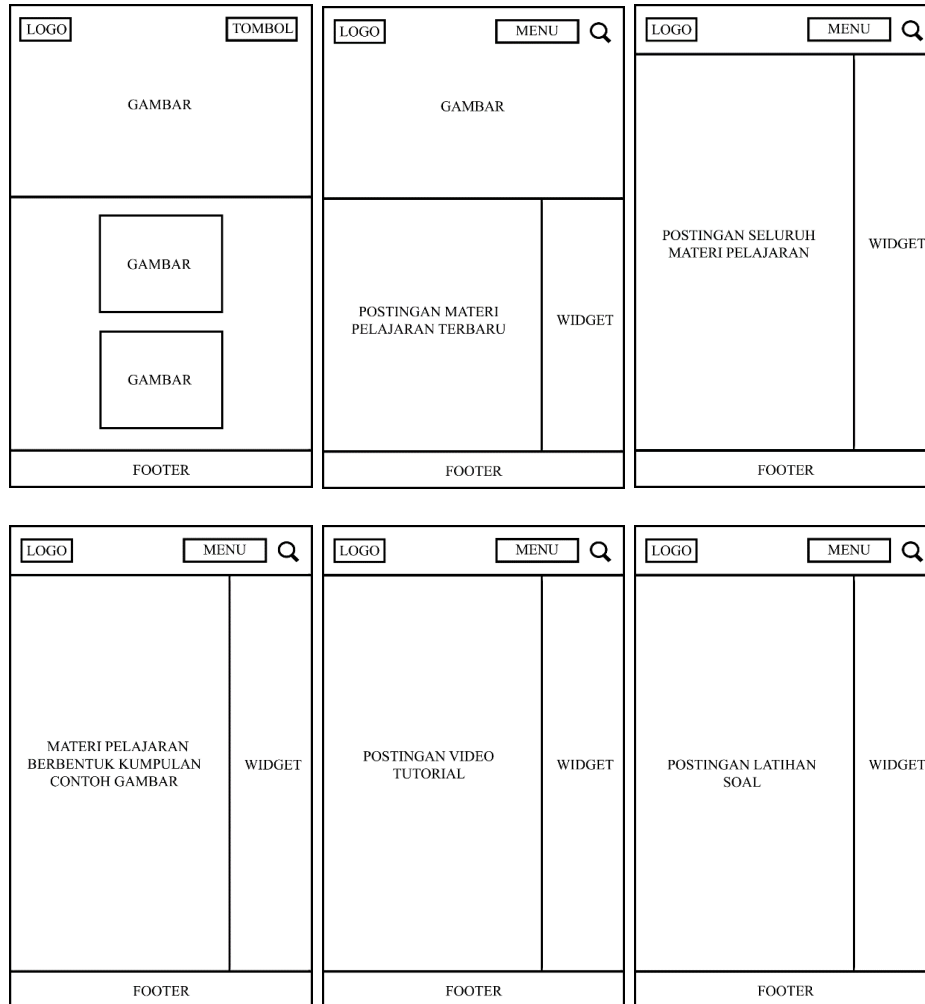 LOGO
TOMBOL
GAMBAR
GAMBAR
GAMBAR
FOOTER
LOGO
MENU
GAMBAR
POSTINGAN MATERI
PELAJARAN TERBARU
WIDGET
FOOTER
LOGO
MENU
POSTINGAN SELURUH
MATERI PELAJARAN
WIDGET
FOOTER
LOGO
MENU
MATERI PELAJARAN
BERBENTUK KUMPULAN
CONTOH GAMBAR
WIDGET
FOOTER
LOGO
MENU
POSTINGAN VIDEO
TUTORIAL
WIDGET
FOOTER
LOGO
MENU
POSTINGAN LATIHAN
SOAL
WIDGET
FOOTER